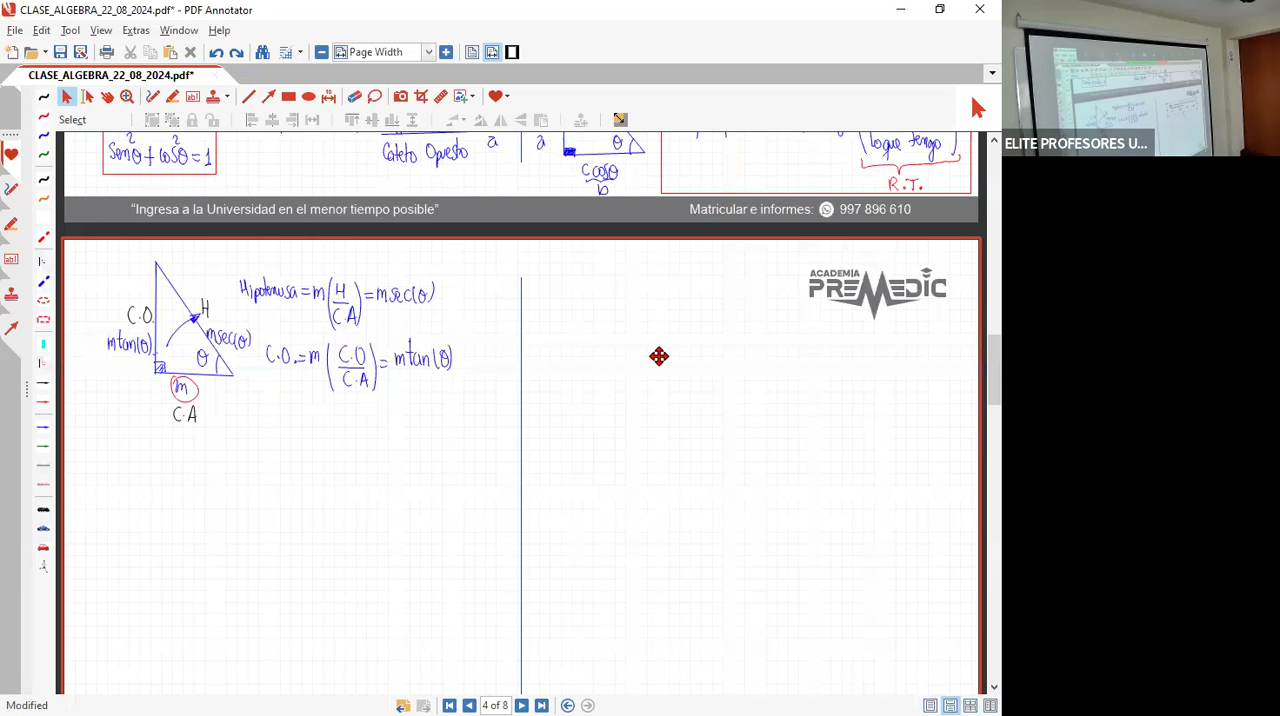 CLASE_ALGEBRA_22_08_2024.pdf* - PDF Annotator
File Edit Tool View Extras Window Help
Page Width
CLASE_ALGEBRA_22_08_2024.pdf*
Select
Sen²θ + Cos²θ = 1
Cateto Opuesto
a
a
θ
c cosθ
b
(lo que tengo)
R.T.
“Ingresa a la Universidad en el menor tiempo posible”
Matricular e informes: 997 896 610
ACADEMIA
PREMEDIC
C.O.
H
mtan(θ)
msec(θ)
θ
m
C.A
Hipotenusa = m(H/C.A) = msec(θ)
C.O. = m(C.O/C.A) = mtan(θ)
ELITE PROFESORES U...
Modified
4 of 8